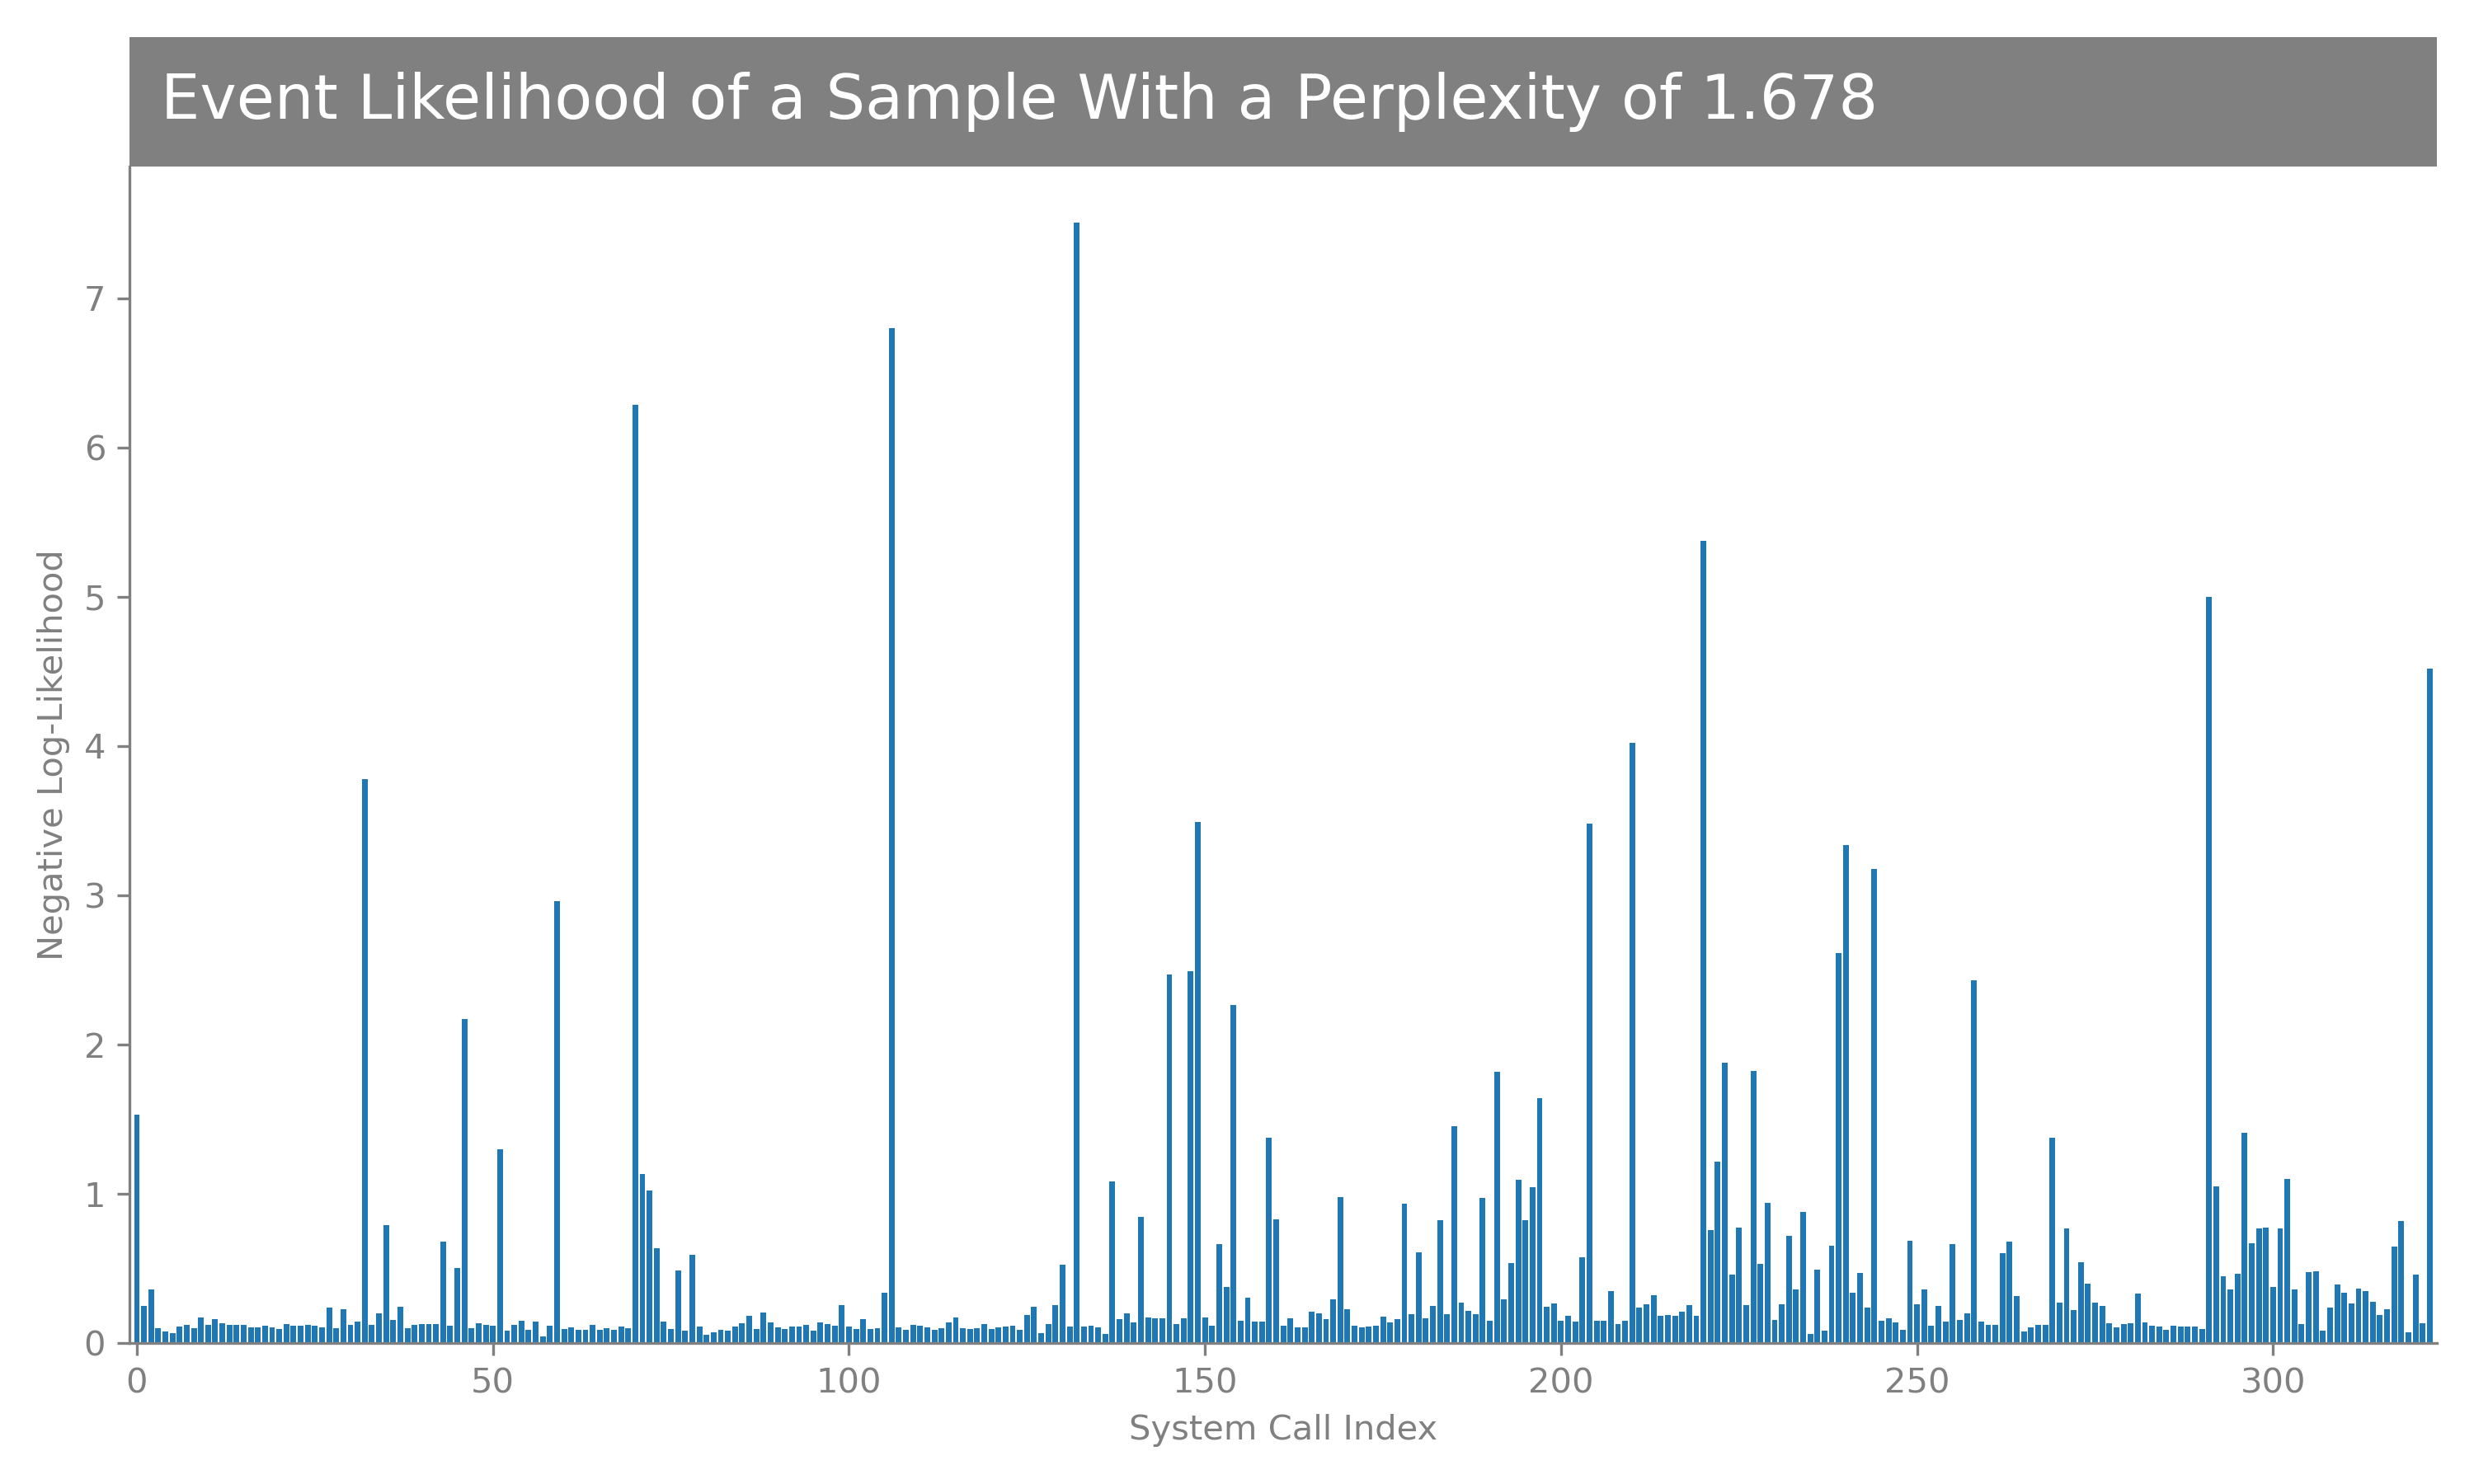 Event Likelihood of a Sample With a Perplexity of 1.678
Negative Log-Likelihood
7
6
5
4
3
2
1
0
0 50 100 150 200 250 300
System Call Index